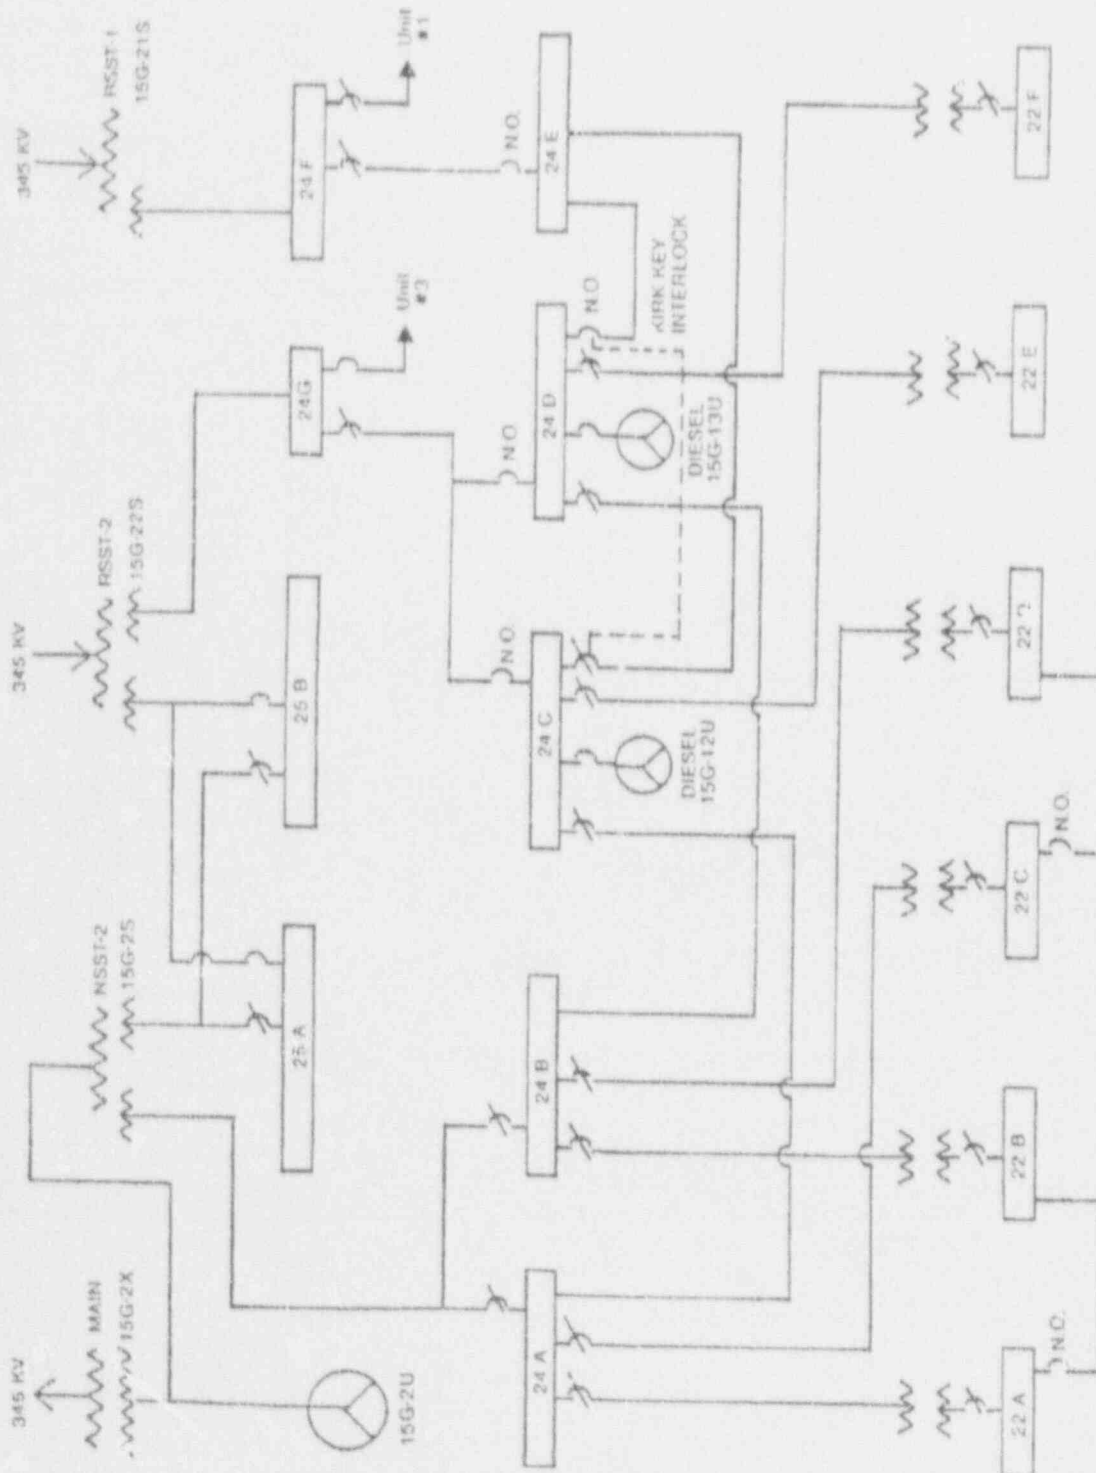 345 KV
MAIN
15G-2X
15G-2U
NSST-2
15G-2S
345 KV
RSST-2
15G-22S
345 KV
RSST-1
15G-21S
25 A
25 B
24G
Unit
#3
24 F
Unit
#1
24 A
24 B
N.O.
24 C
DIESEL
15G-12U
N.O.
24 D
DIESEL
15G-13U
N.O
KIRK KEY
INTERLOCK
N.O.
24 E
22 A
N.O.
22 B
22 C
N.O.
22 D
22 E
22 F